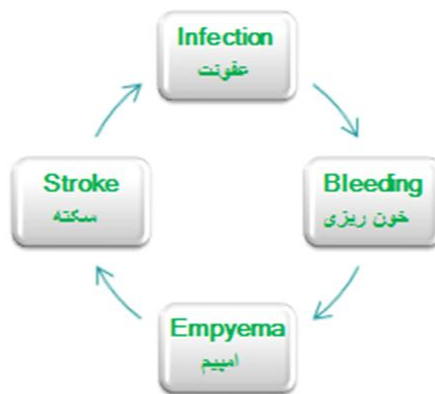 Infection
عفونت
Bleeding
خون ریزی
Empyema
امپیم
Stroke
سکته